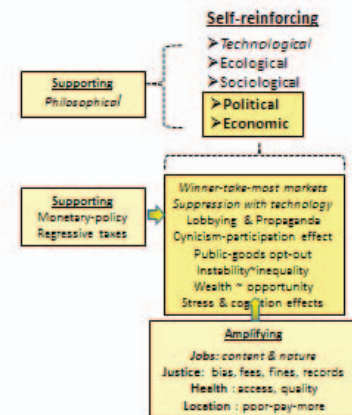 Self-reinforcing
➢Technological
➢Ecological
➢Sociological
➢Political
➢Economic
Supporting
Philosophical
Winner-take-most markets
Suppression with technology
Lobbying & Propaganda
Cynicism-participation effect
Public-goods opt-out
Instability~inequality
Wealth ~ opportunity
Stress & cognition effects
Supporting
Monetary-policy
Regressive taxes
Amplifying
Jobs: content & nature
Justice: bias, fees, fines, records
Health : access, quality
Location : poor-pay-more